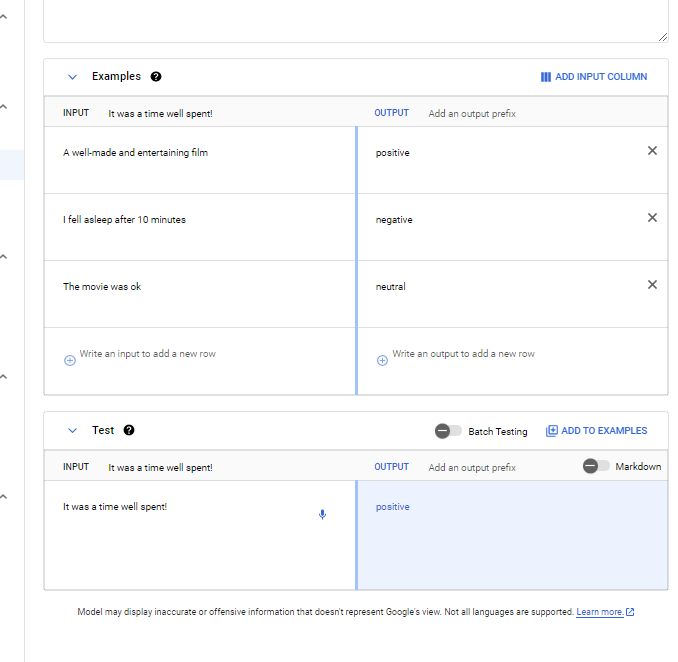 Examples ? ADD INPUT COLUMN
INPUT It was a time well spent! OUTPUT Add an output prefix
A well-made and entertaining film positive
I fell asleep after 10 minutes negative
The movie was ok neutral
Write an input to add a new row Write an output to add a new row
Test ? Batch Testing ADD TO EXAMPLES
INPUT It was a time well spent! OUTPUT Add an output prefix Markdown
It was a time well spent! positive
Model may display inaccurate or offensive information that doesn't represent Google's view. Not all languages are supported. Learn more.